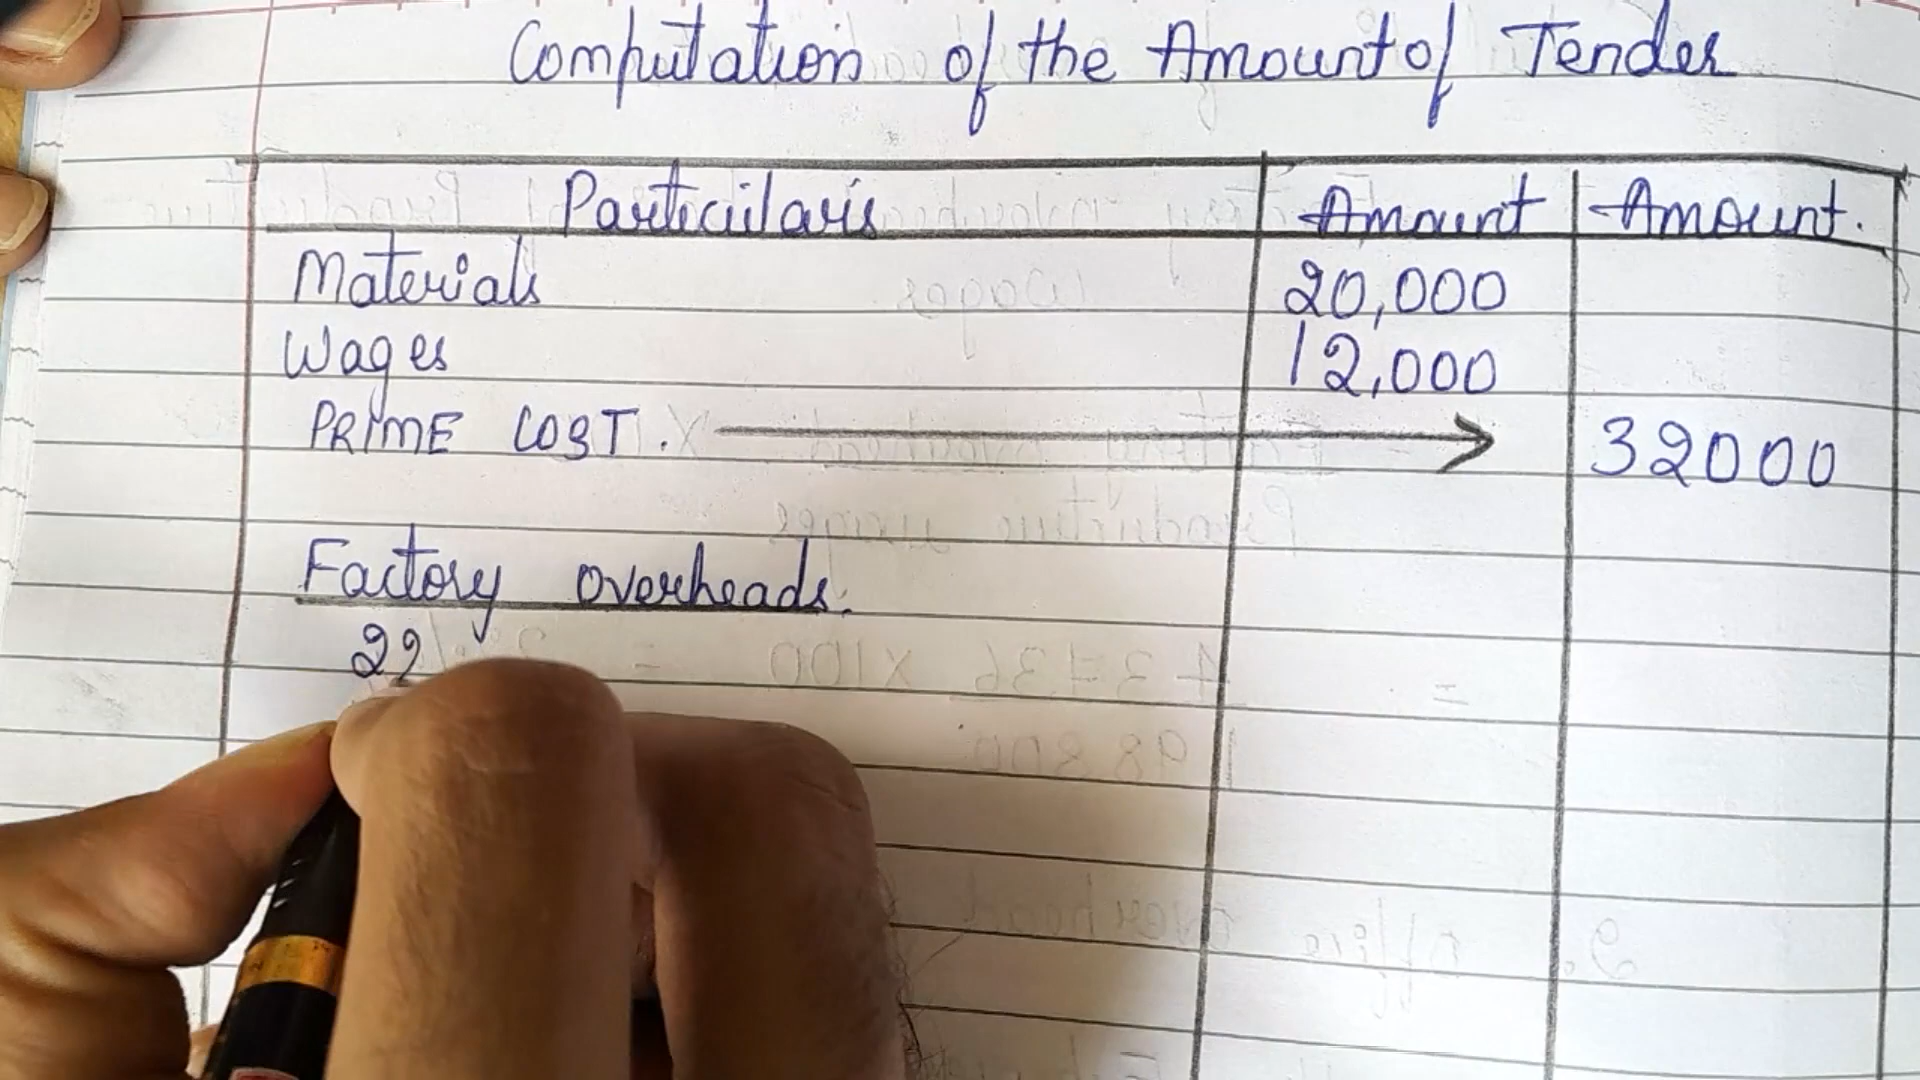 Computation of the Amount of Tender
Particulars Amount Amount.
Materials 20,000
Wages 12,000
PRIME COST. 32000
Factory overheads.
22